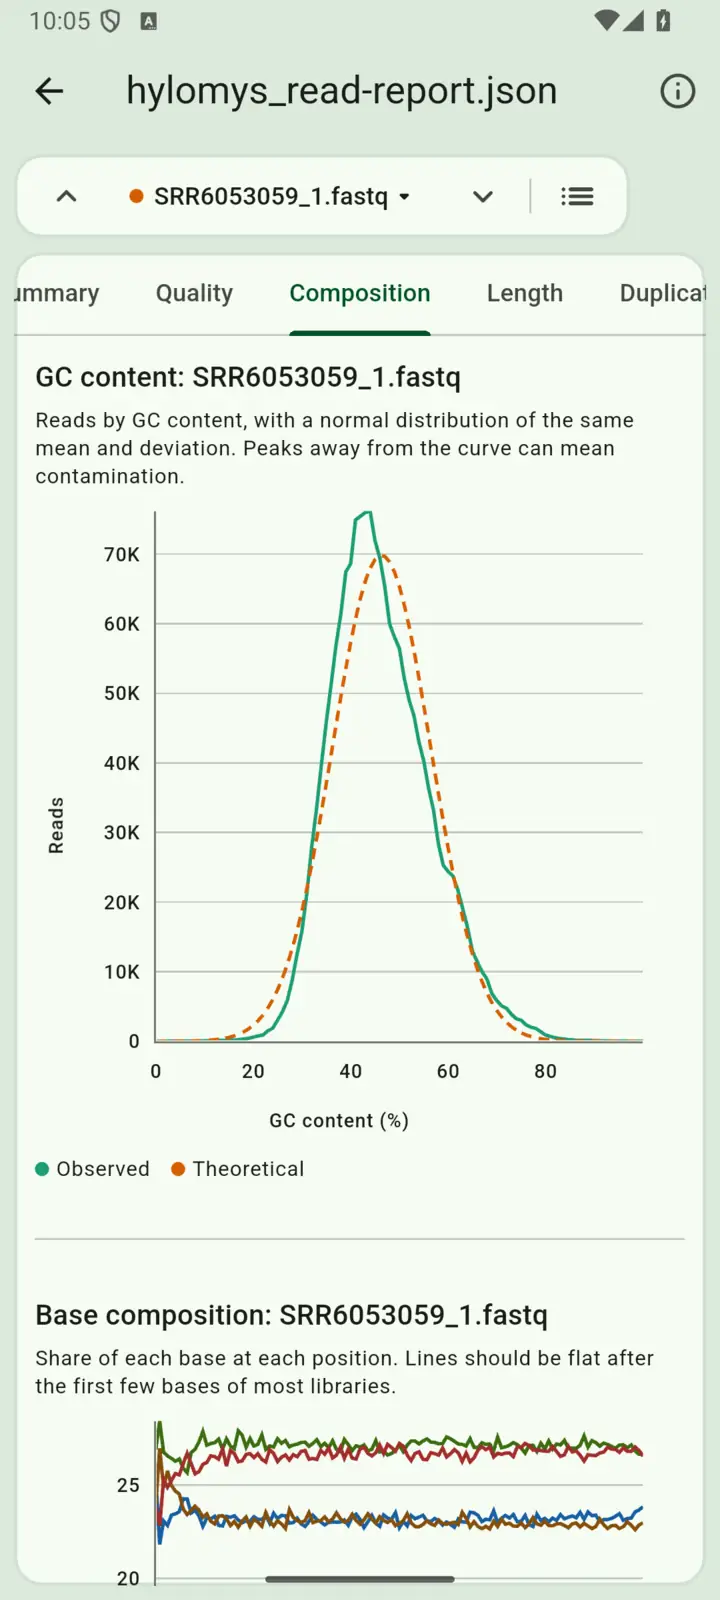 10:05
A
hylomys_read-report.json
SRR6053059_1.fastq
ummary Quality Composition Length Duplicat
GC content: SRR6053059_1.fastq
Reads by GC content, with a normal distribution of the same
mean and deviation. Peaks away from the curve can mean
contamination.
70K
60K
50K
40K
30K
20K
10K
0
Reads
0 20 40 60 80
GC content (%)
Observed Theoretical
Base composition: SRR6053059_1.fastq
Share of each base at each position. Lines should be flat after
the first few bases of most libraries.
25
20